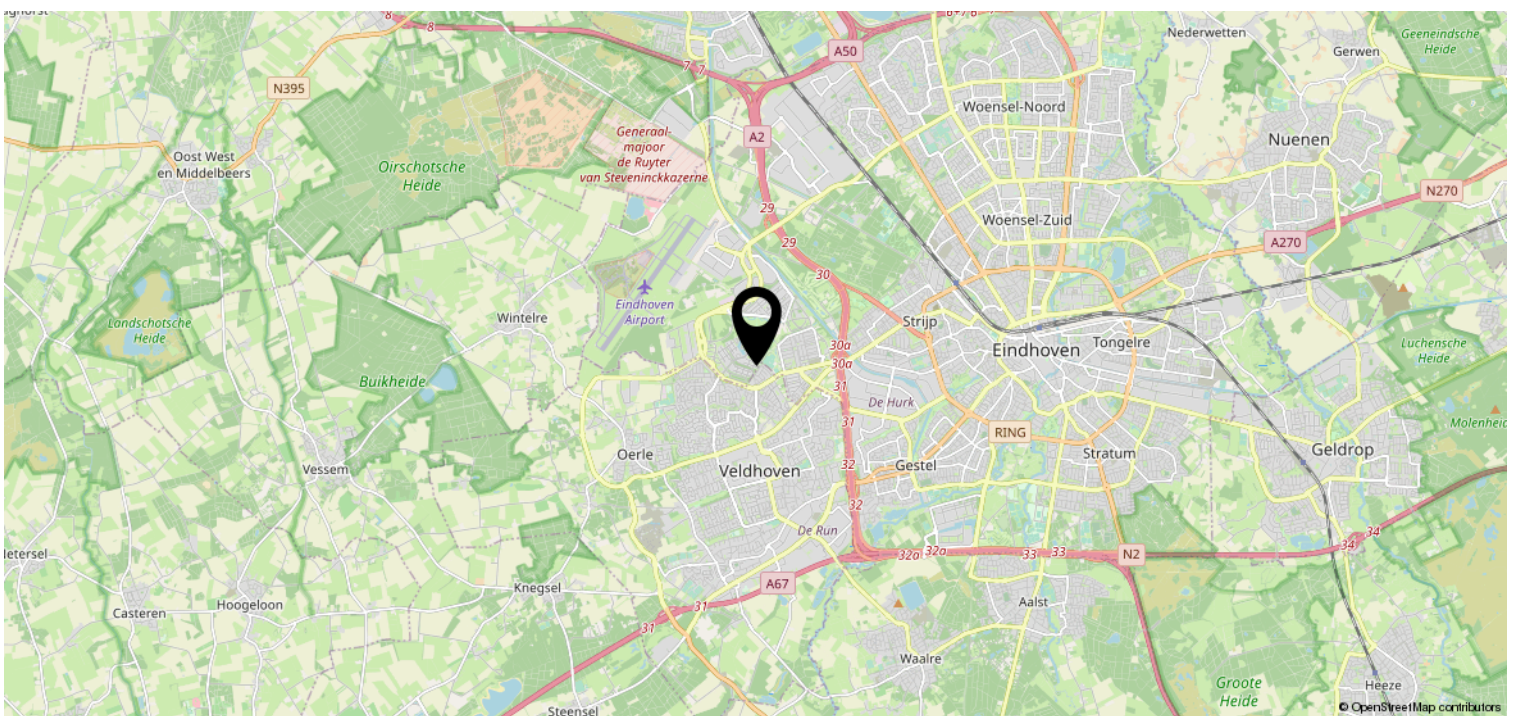 8
8
A50
Nederwetten
Geeneindsche
Heide
Gerwen
7
7
N395
Woensel-Noord
A2
Generaal-
majoor
de Ruyter
van Steveninckkazerne
Nuenen
Oost West
en Middelbeers
Oirschotsche
Heide
N270
29
Woensel-Zuid
29
A270
30
Eindhoven
Airport
Landschotsche
Heide
Wintelre
Strijp
30a
30a
Eindhoven
Tongelre
Luchensche
Heide
Buikheide
31
De Hurk
31
RING
Oerle
Veldhoven
32
Gestel
Stratum
Geldrop
Vessem
32
De Run
34
34
32a
32a
33
33
N2
A67
Knegsel
Casteren
Hoogeloon
31
31
Aalst
Waalre
Groote
Heide
Heeze
Steensel
© OpenStreetMap contributors